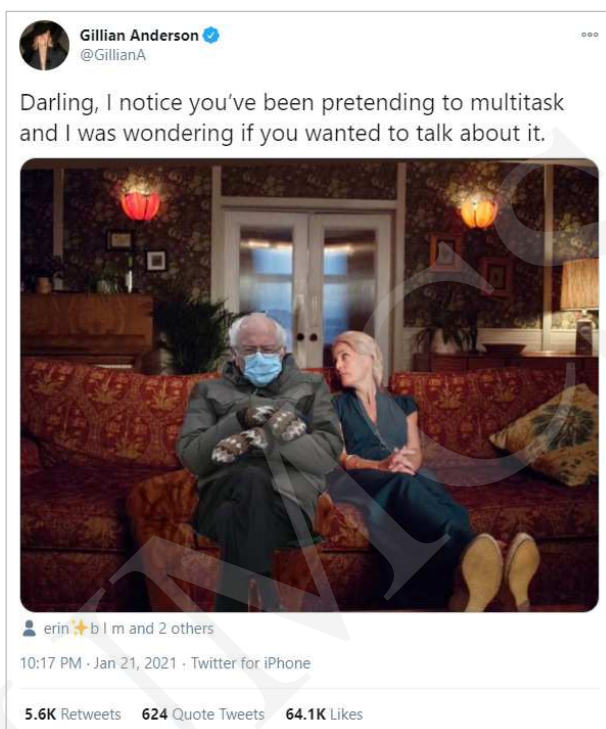 Gillian Anderson
@GillianA
Darling, I notice you’ve been pretending to multitask
and I was wondering if you wanted to talk about it.
erin✨b l m and 2 others
10:17 PM · Jan 21, 2021 · Twitter for iPhone
5.6K Retweets 624 Quote Tweets 64.1K Likes